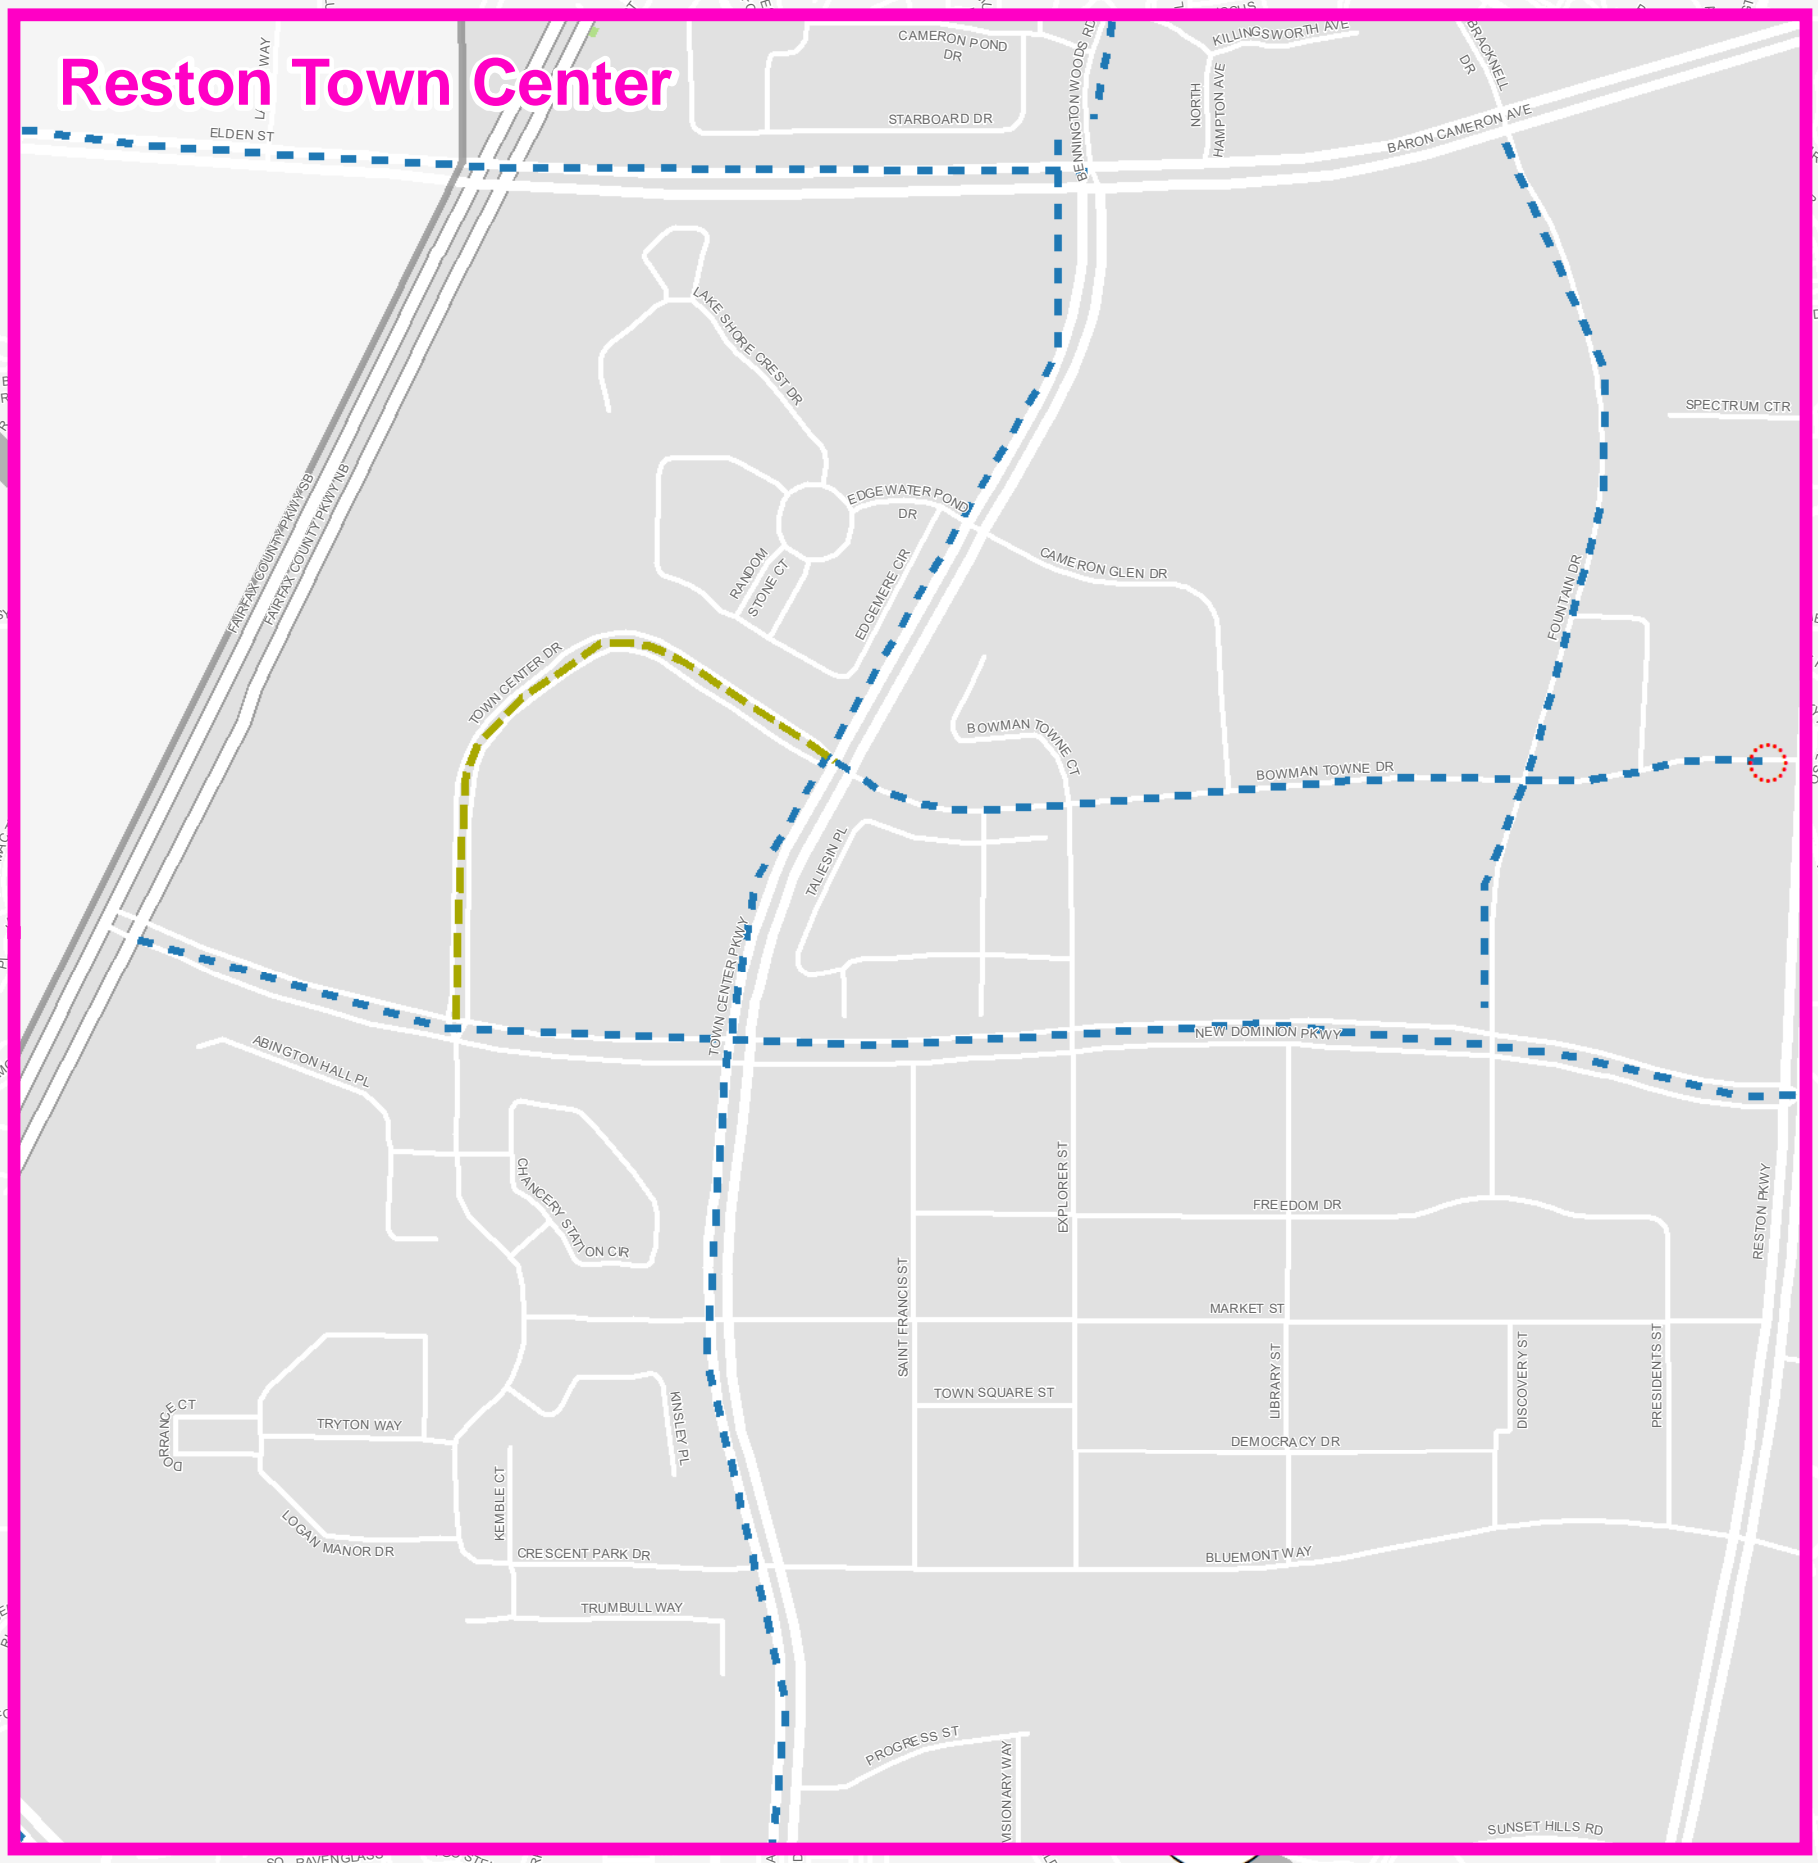 KILLINGSWORTH AVE
BRACKNELL
DR
CAMERON POND
DR
BENNINGTON WOODS RD
WAY
Reston Town Center
NORTH
HAMPTON AVE
STARBOARD DR
ELDEN ST
BARON CAMERON AVE
LAKE SHORE CREST DR
SPECTRUM CTR
FAIRFAX COUNTY PKWY SB
FAIRFAX COUNTY PKWY NB
EDGEWATER POND
DR
CAMERON GLEN DR
RANDOM
STONE CT
EDGEMERE CIR
FOUNTAIN DR
TOWN CENTER DR
BOWMAN TOWNE CT
BOWMAN TOWNE DR
TALIESIN PL
TOWN CENTER PKWY
NEW DOMINION PKWY
ABINGTON HALL PL
CHANCERY STATION CIR
EXPLORER ST
FREEDOM DR
RESTON PKWY
SAINT FRANCIS ST
MARKET ST
LIBRARY ST
DISCOVERY ST
PRESIDENTS ST
TOWN SQUARE ST
DORRANCE CT
TRYTON WAY
KINSLEY PL
DEMOCRACY DR
KEMBLE CT
LOGAN MANOR DR
CRESCENT PARK DR
BLUEMONT WAY
TRUMBULL WAY
PROGRESS ST
VISIONARY WAY
SUNSET HILLS RD
RAVENGLASS